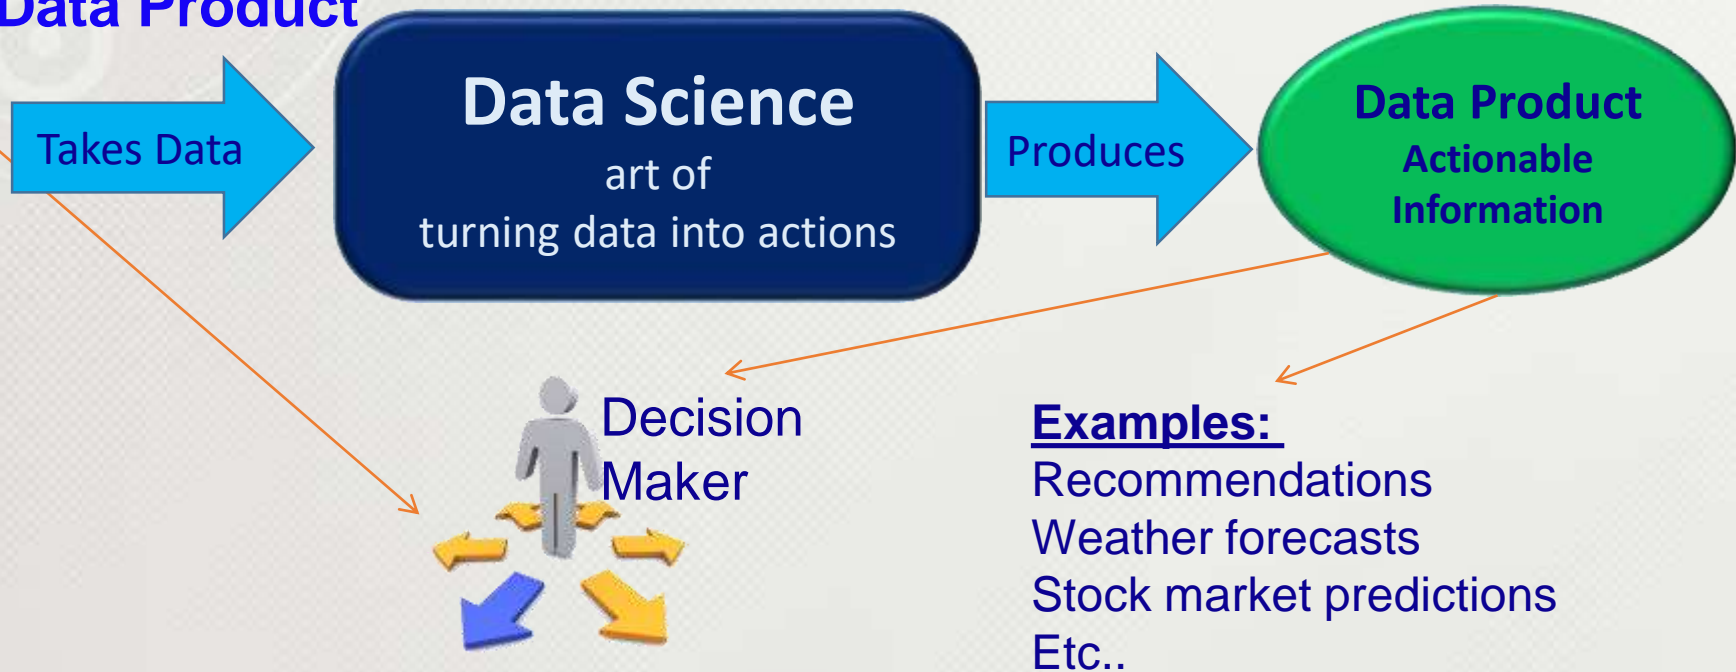 Data Product
Takes Data
Data Science
art of
turning data into actions
Produces
Data Product
Actionable
Information
Decision
Maker
Examples:
Recommendations
Weather forecasts
Stock market predictions
Etc..